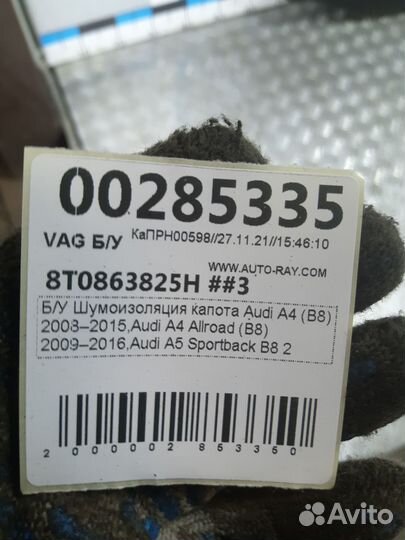 00285335
VAG Б/У КаПРН00598//27.11.21//15:46:10
WWW.AUTO-RAY.COM
8T0863825H ##3
Б/У Шумоизоляция капота Audi A4 (B8)
2008–2015,Audi A4 Allroad (B8)
2009–2016,Audi A5 Sportback B8 2
2000002853350
Avito